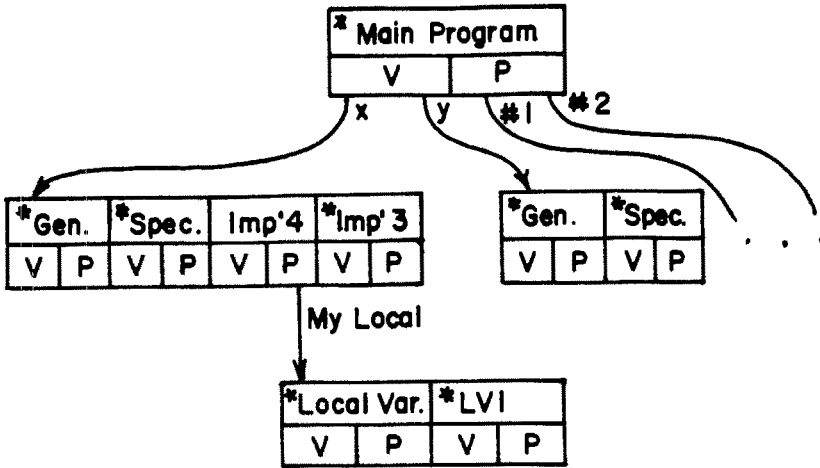 * Main Program
V P
x y #1 #2
*Gen. *Spec. Imp'4 *Imp'3
V P V P V P V P
*Gen. *Spec.
V P V P
. . .
My Local
*Local Var. *LV1
V P V P